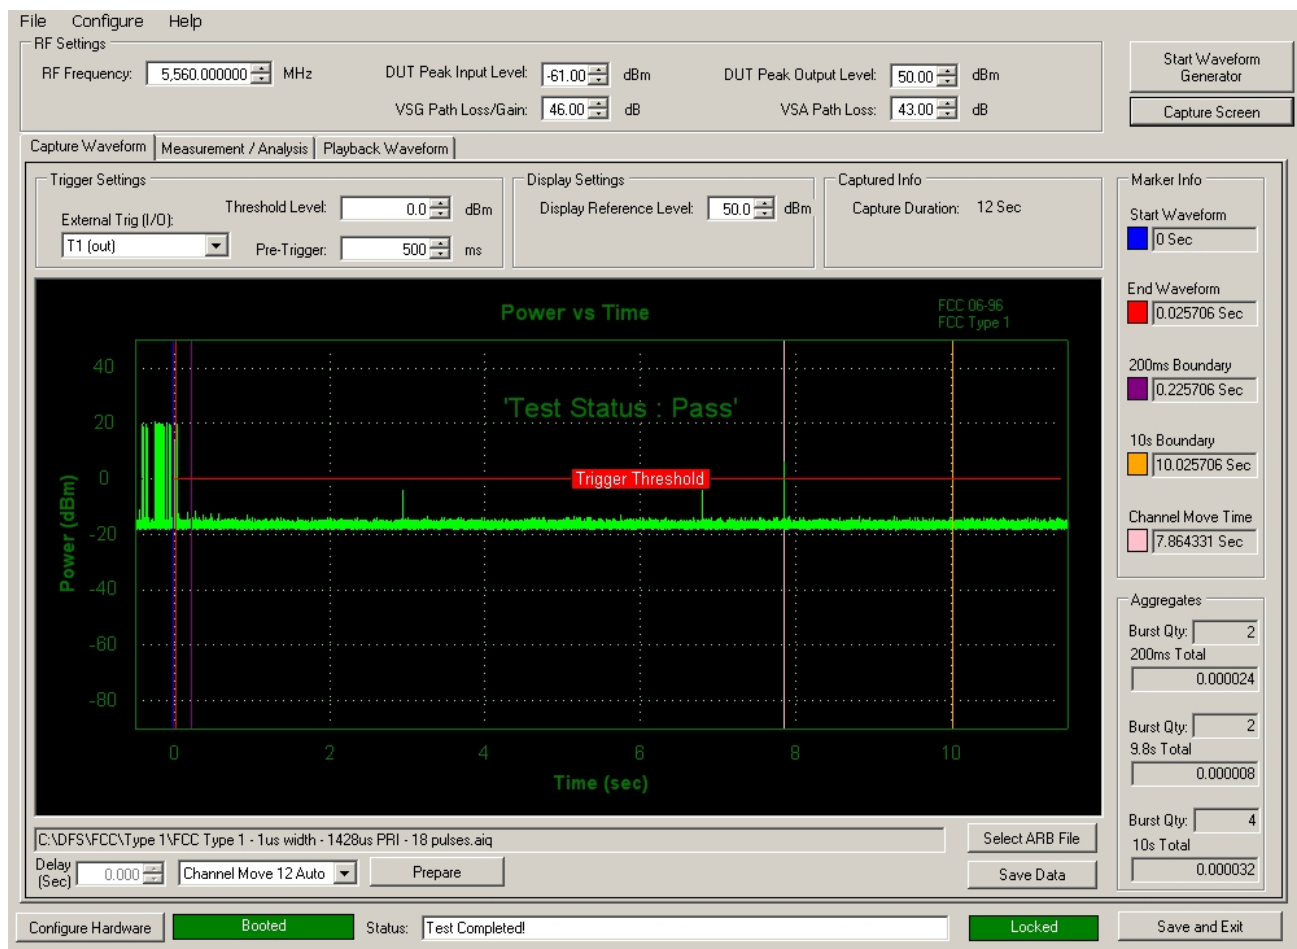 File Configure Help
RF Settings
RF Frequency: 5,560.000000 MHz DUT Peak Input Level: -61.00 dBm DUT Peak Output Level: 50.00 dBm
VSG Path Loss/Gain: 46.00 dB VSA Path Loss: 43.00 dB
Start Waveform
Generator
Capture Screen
Capture Waveform Measurement / Analysis Playback Waveform
Trigger Settings
External Trig (I/O):
T1 (out)
Threshold Level: 0.0 dBm
Pre-Trigger: 500 ms
Display Settings
Display Reference Level: 50.0 dBm
Captured Info
Capture Duration: 12 Sec
Marker Info
Start Waveform
0 Sec
End Waveform
0.025706 Sec
200ms Boundary
0.225706 Sec
10s Boundary
10.025706 Sec
Channel Move Time
7.864331 Sec
Power vs Time
FCC 06-96
FCC Type 1
'Test Status : Pass'
Trigger Threshold
Power (dBm)
40
20
0
-20
-40
-60
-80
0 2 4 6 8 10
Time (sec)
Aggregates
Burst Qty: 2
200ms Total
0.000024
Burst Qty: 2
9.8s Total
0.000008
Burst Qty: 4
10s Total
0.000032
C:\DFS\FCC\Type 1\FCC Type 1 - 1us width - 1428us PRI - 18 pulses.aiq
Select ARB File
Delay
(Sec) 0.000 Channel Move 12 Auto Prepare
Save Data
Configure Hardware Booted Status: Test Completed! Locked Save and Exit